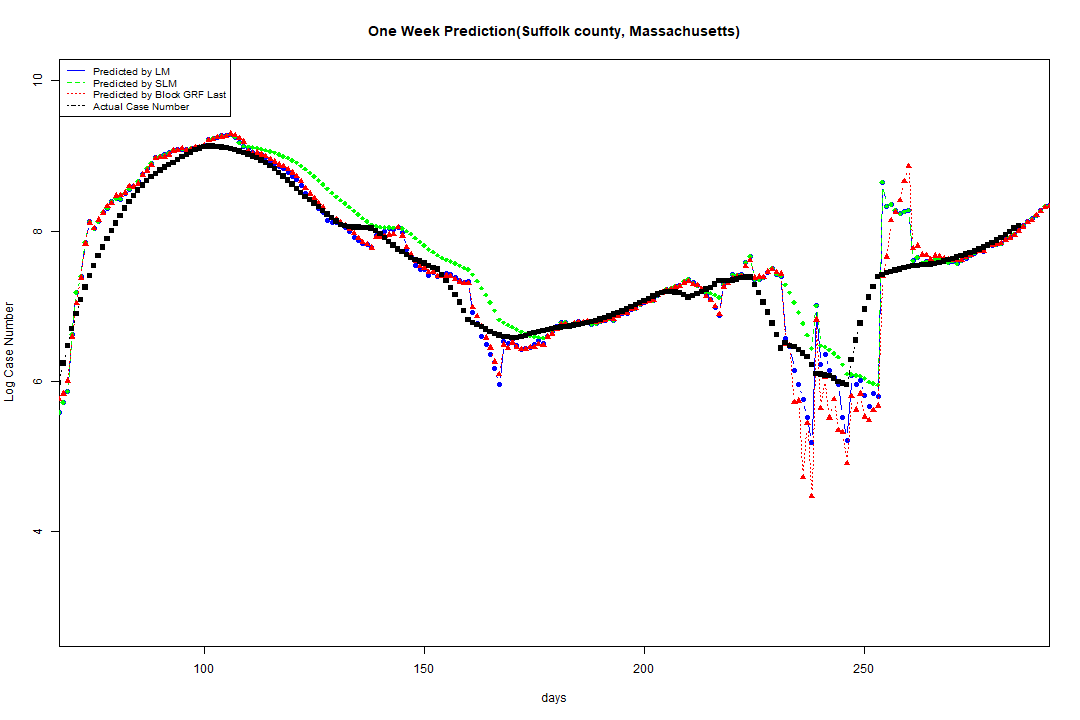 One Week Prediction(Suffolk county, Massachusetts)
Predicted by LM
Predicted by SLM
Predicted by Block GRF Last
Actual Case Number
Log Case Number
10
8
6
4
100 150 200 250
days